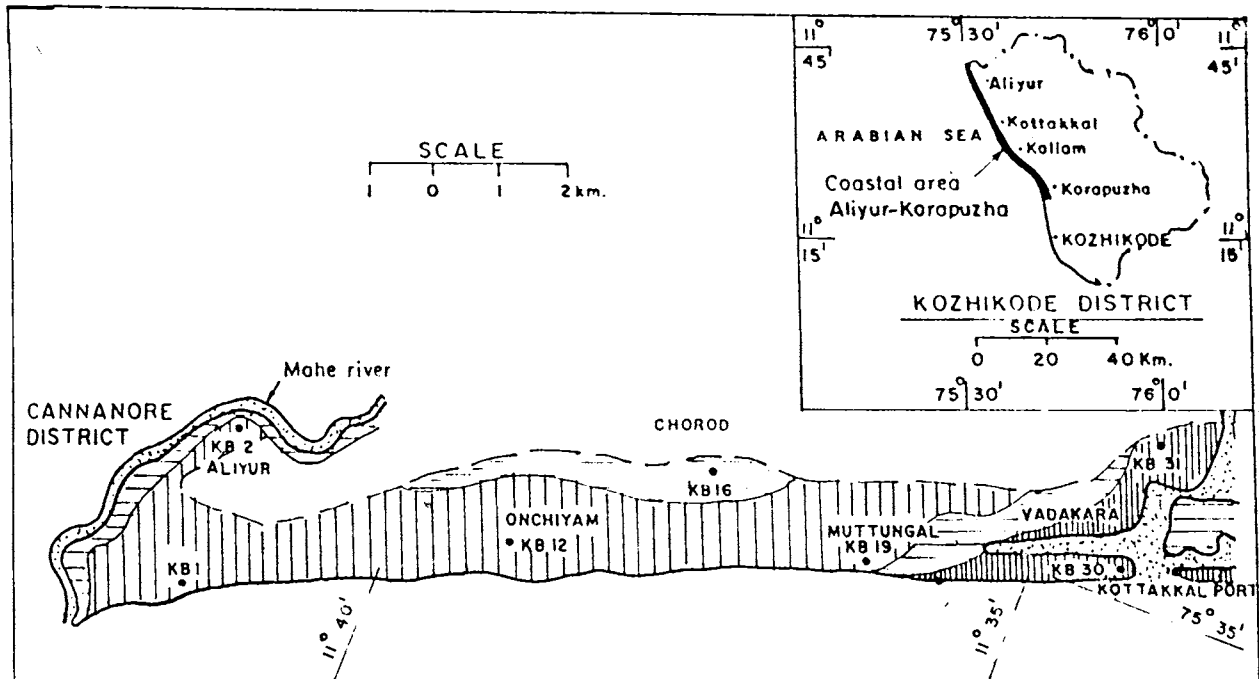 SCALE
1 0 1 2 km.
75° 30' 76° 0'
11° 45' 11° 45'
Aliyur
Kottakkal
ARABIAN SEA
Kollam
Coastal area
Aliyur-Korapuzha
Korapuzha
11° 15' 11° 15'
KOZHIKODE
KOZHIKODE DISTRICT
SCALE
0 20 40 Km.
75° 30' 76° 0'
Mahe river
CANNANORE
DISTRICT
KB 2
ALIYUR
CHOROD
KB 16
KB 31
ONCHIYAM
KB 12
MUTTUNGAL
KB 19
VADAKARA
KB 1
KB 30
KOTTAKKAL PORT
11° 40'
11° 35'
75° 35'